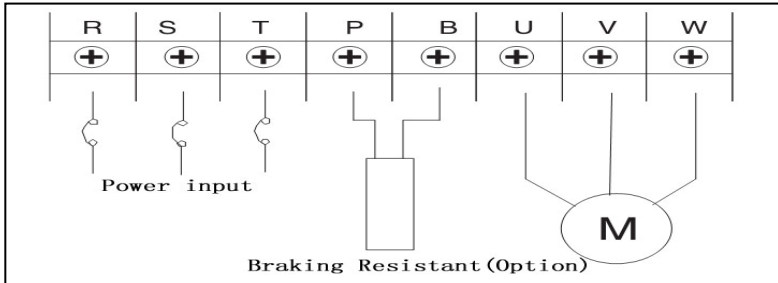 R S T P B U V W
Power input
M
Braking Resistant(Option)